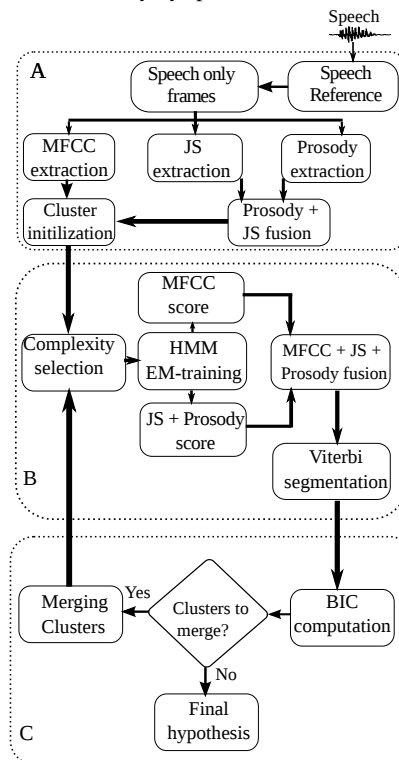 Speech
A
Speech only
frames
Speech
Reference
MFCC
extraction
JS
extraction
Prosody
extraction
Cluster
initilization
Prosody +
JS fusion
MFCC
score
Complexity
selection
HMM
EM-training
MFCC + JS +
Prosody fusion
JS + Prosody
score
Viterbi
segmentation
B
Merging
Clusters
Yes
Clusters to
merge?
BIC
computation
No
Final
hypothesis
C